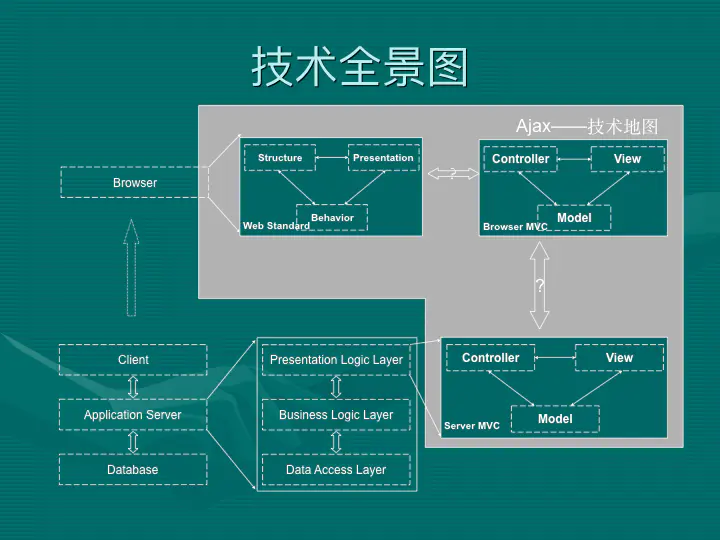 技术全景图
Ajax——技术地图
Browser
Structure
Presentation
Behavior
Web Standard
?
Controller
View
Model
Browser MVC
?
Client
Application Server
Database
Presentation Logic Layer
Business Logic Layer
Data Access Layer
Controller
View
Model
Server MVC